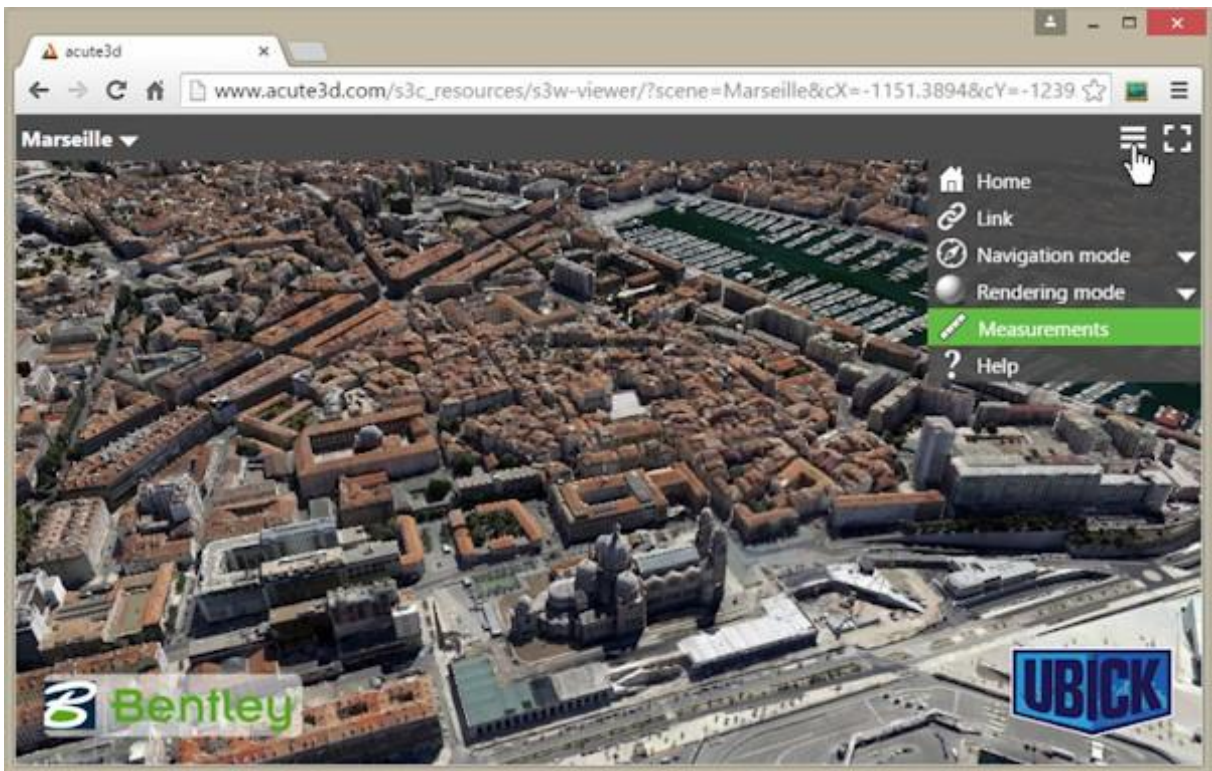 acute3d
www.acute3d.com/s3c_resources/s3w-viewer/?scene=Marseille&cX=-1151.3894&cY=-1239
Marseille
Home
Link
Navigation mode
Rendering mode
Measurements
? Help
B Bentley
UBICK